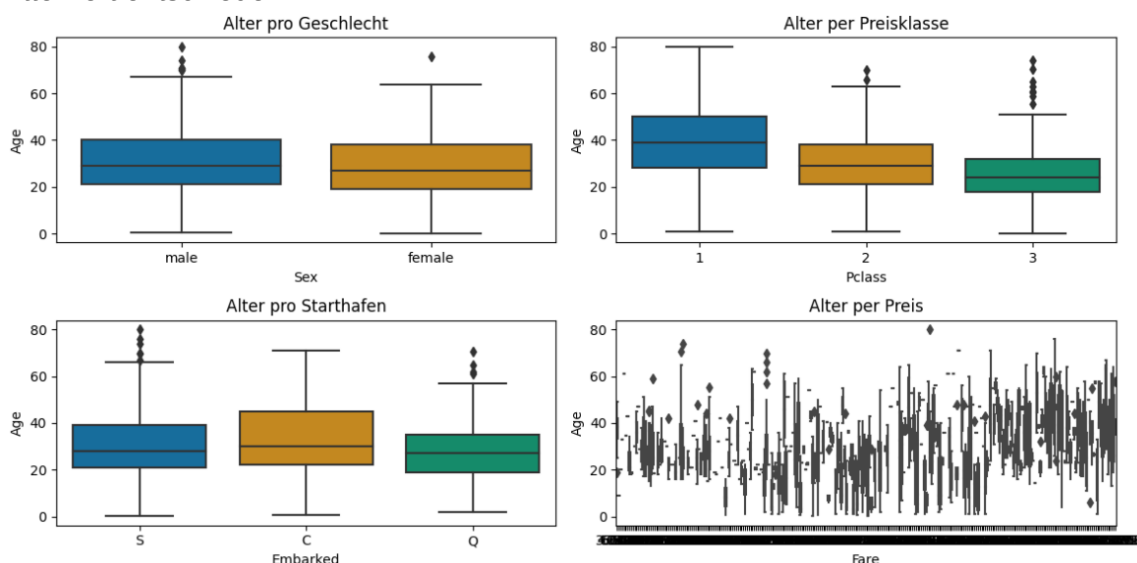 Alter pro Geschlecht
80
60
40
20
0
Age
male
female
Sex
Alter per Preisklasse
80
60
40
20
0
Age
1
2
3
Pclass
Alter pro Starthafen
80
60
40
20
0
Age
S
C
Q
Embarked
Alter per Preis
80
60
40
20
0
Age
Fare